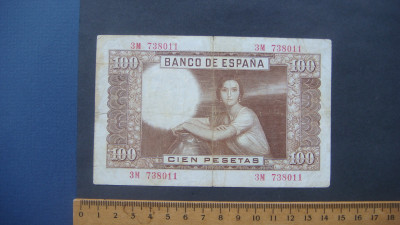 3M 738011 3M 738011
BANCO DE ESPAÑA
100 100
100 100
CIEN PESETAS
3M 738011 3M 738011
0 1 2 3 4 5 6 7 8 9 10 11 12 13 14 15 16 17 18